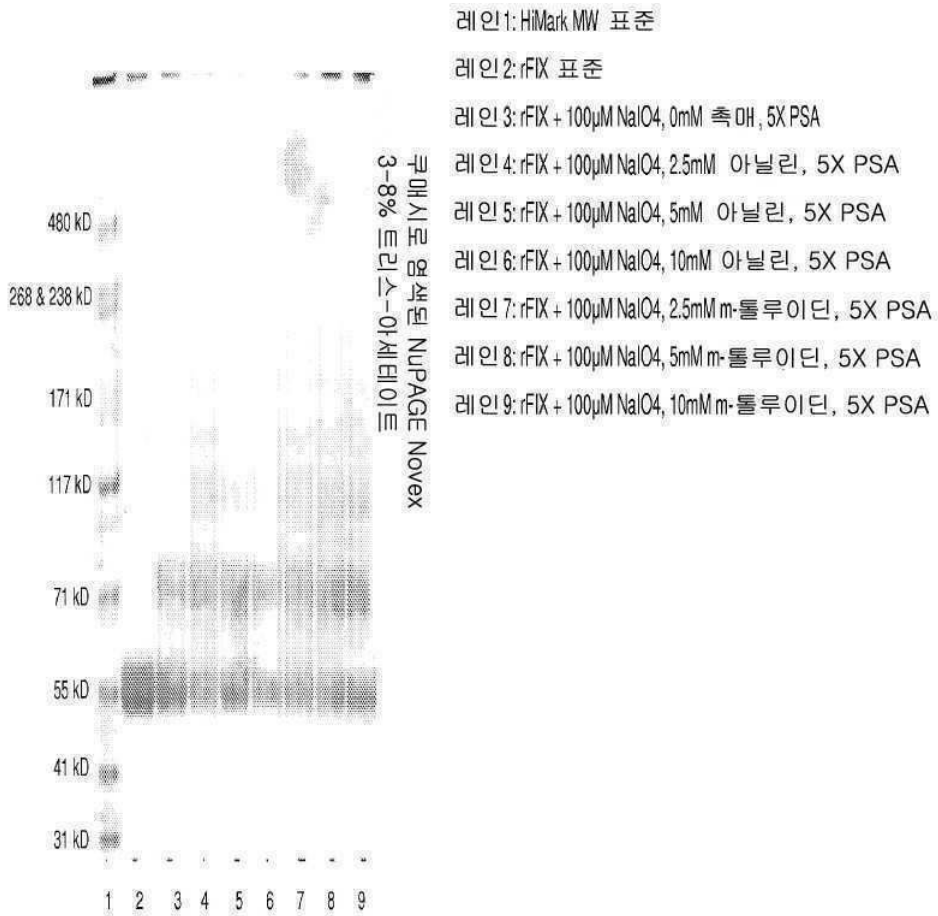 레인1: HiMark MW 표준
레인2: rFIX 표준
레인3: rFIX + 100µM NaIO4, 0mM 촉매, 5X PSA
레인4: rFIX + 100µM NaIO4, 2.5mM 아닐린, 5X PSA
레인5: rFIX + 100µM NaIO4, 5mM 아닐린, 5X PSA
레인6: rFIX + 100µM NaIO4, 10mM 아닐린, 5X PSA
레인7: rFIX + 100µM NaIO4, 2.5mM m-톨루이딘, 5X PSA
레인8: rFIX + 100µM NaIO4, 5mM m-톨루이딘, 5X PSA
레인9: rFIX + 100µM NaIO4, 10mM m-톨루이딘, 5X PSA
쿠매시로 염색된 NuPAGE Novex
3-8% 트리스-아세테이트
480 kD
268 & 238 kD
171 kD
117 kD
71 kD
55 kD
41 kD
31 kD
1 2 3 4 5 6 7 8 9